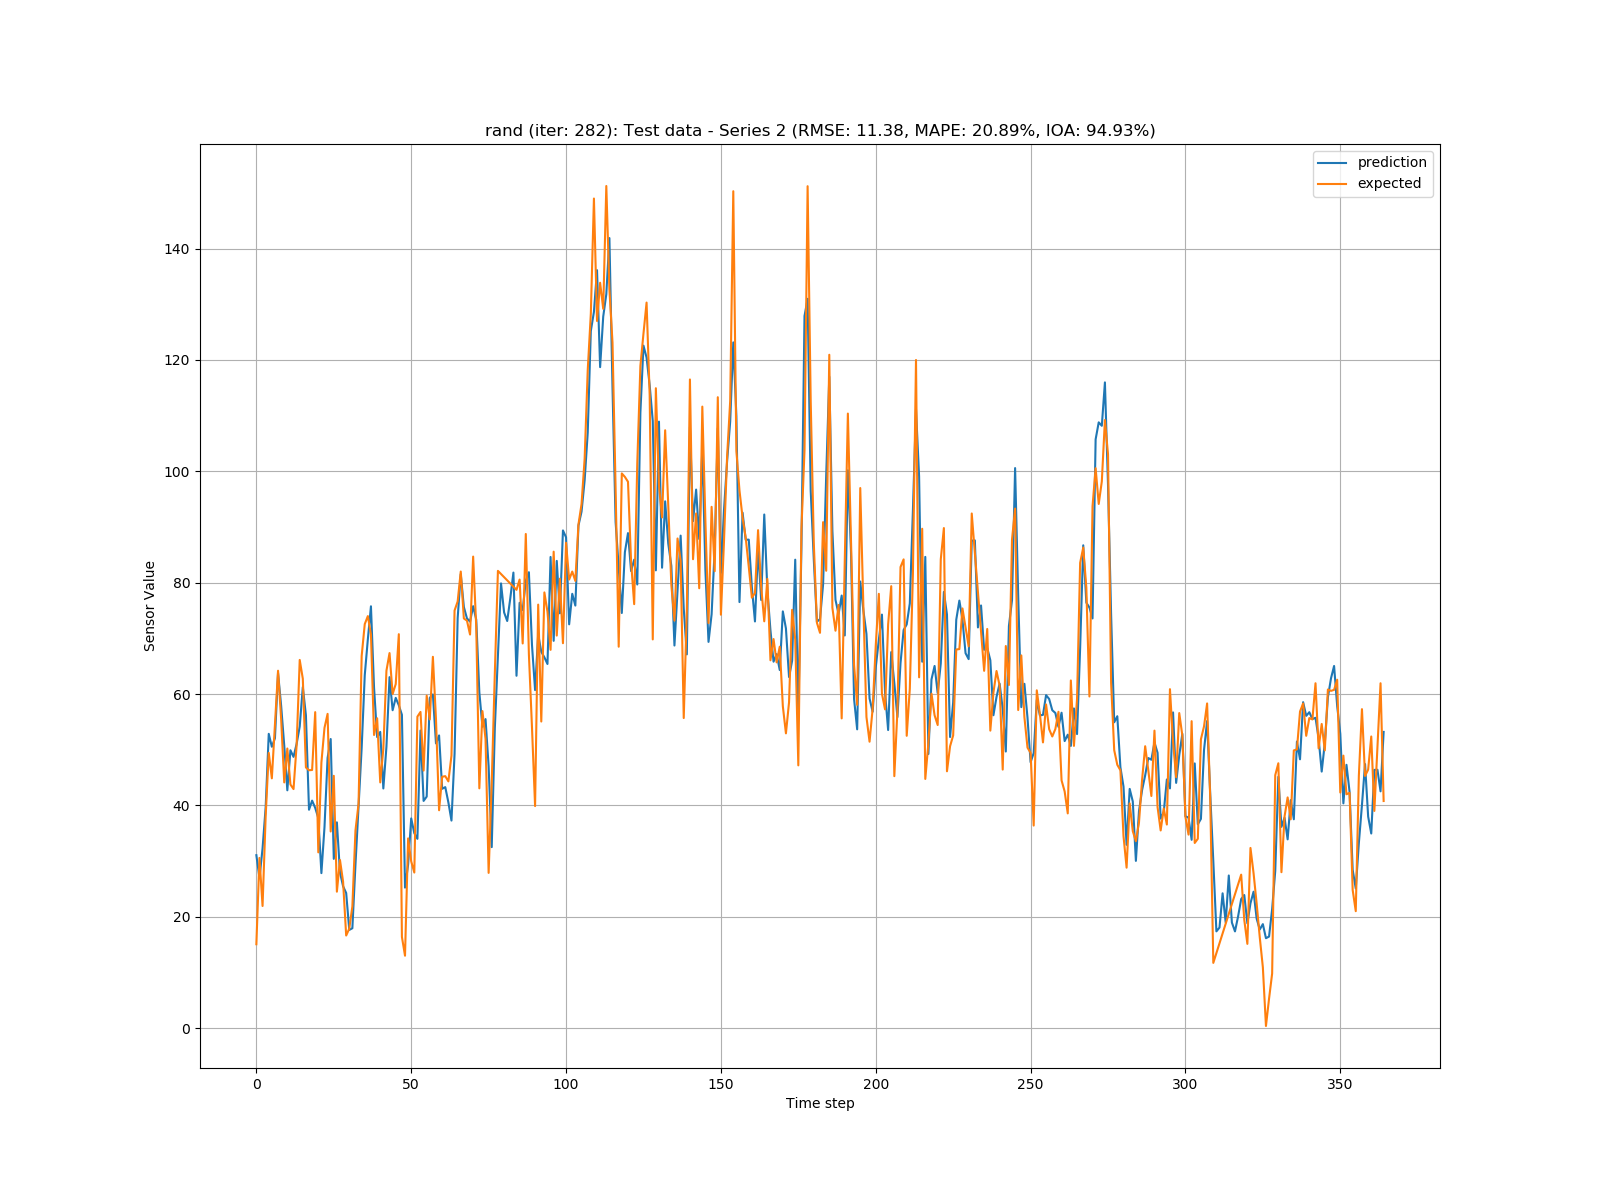 rand (iter: 282): Test data - Series 2 (RMSE: 11.38, MAPE: 20.89%, IOA: 94.93%)
prediction
expected
140
120
100
80
60
40
20
0
Sensor Value
0 50 100 150 200 250 300 350
Time step